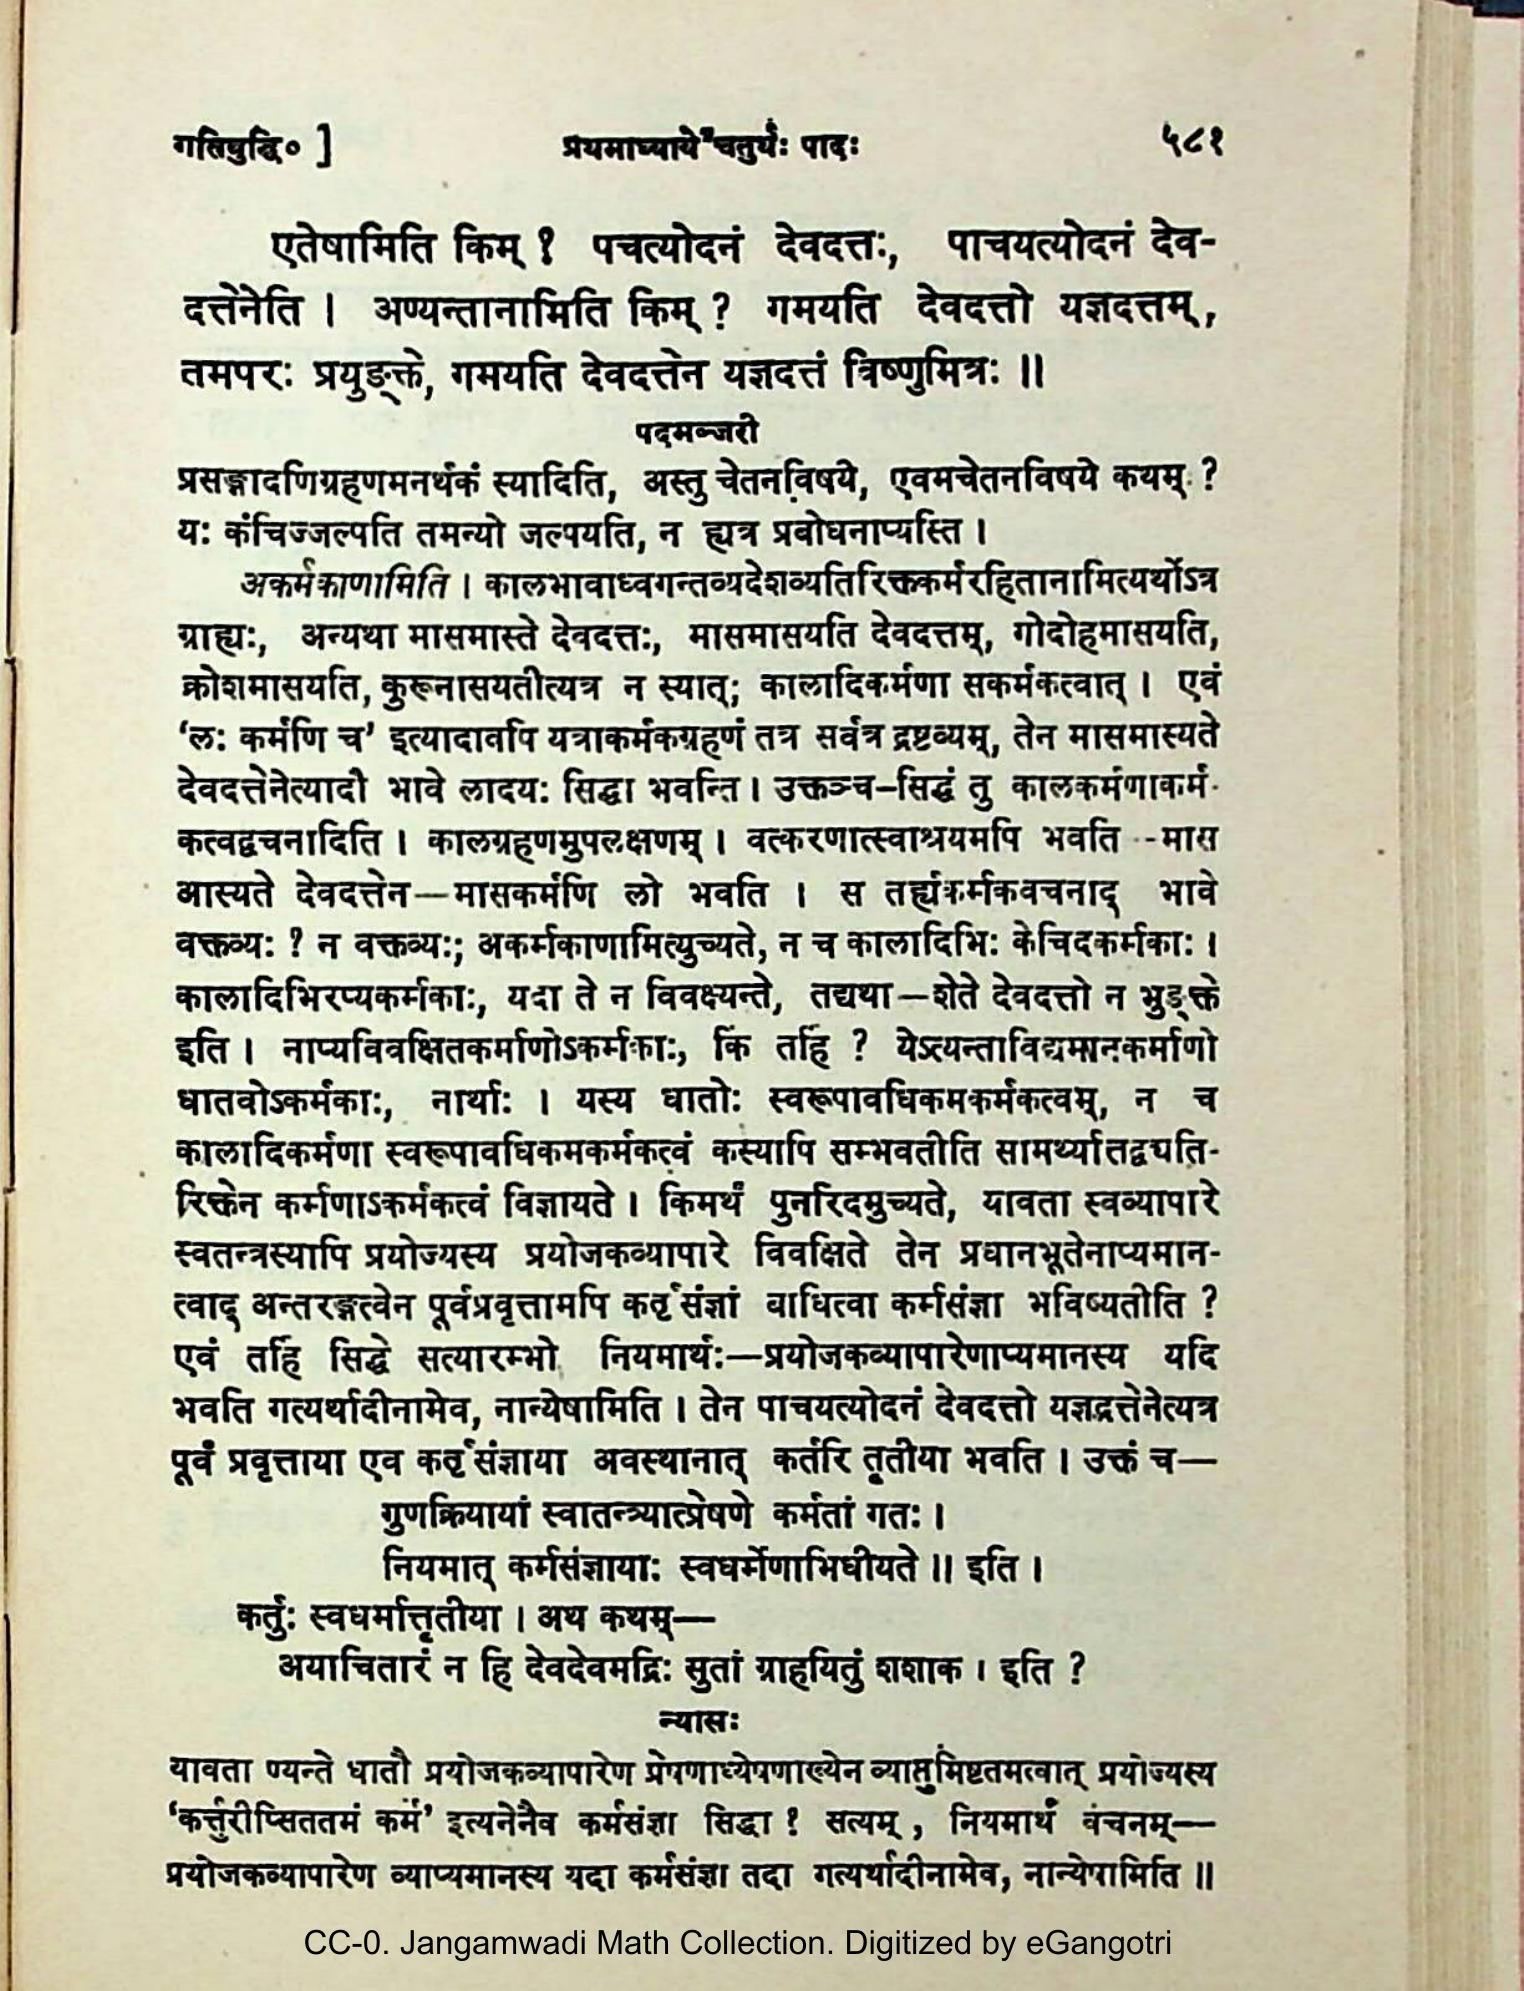 गतिबुद्धि० ]
प्रथमाध्याये चतुर्थः पादः
५८१
एतेषामिति किम् ? पचत्योदनं देवदत्तः, पाचयत्योदनं देव-
दत्तेनेति । अण्यन्तानामिति किम् ? गमयति देवदत्तो यज्ञदत्तम्,
तमपरः प्रयुङ्क्ते, गमयति देवदत्तेन यज्ञदत्तं विष्णुमित्रः ॥
पदमञ्जरी
प्रसङ्गादणिग्रहणमनर्थकं स्यादिति, अस्तु चेतनविषये, एवमचेतनविषये कथम् ?
यः कंचिज्जल्पति तमन्यो जल्पयति, न ह्यत्र प्रबोधनाप्यस्ति ।
अकर्मकाणामिति । कालभावाध्वगन्तव्यदेशव्यतिरिक्तकर्मरहितानामित्यर्थोऽत्र
ग्राह्यः, अन्यथा मासमास्ते देवदत्तः, मासमासयति देवदत्तम्, गोदोहमासयति,
क्रोशमासयति, कुरूनासयतीत्यत्र न स्यात्; कालादिकर्मणा सकर्मकत्वात् । एवं
'लः कर्मणि च' इत्यादावपि यत्राकर्मकग्रहणं तत्र सर्वत्र द्रष्टव्यम्, तेन मासमास्यते
देवदत्तेनेत्यादौ भावे लादयः सिद्धा भवन्ति । उक्तञ्च–सिद्धं तु कालकर्मणाकर्म-
कत्वद्वचनादिति । कालग्रहणमुपलक्षणम् । वत्करणात्स्वाश्रयमपि भवति --मास
आस्यते देवदत्तेन—मासकर्मणि लो भवति । स तर्ह्यकर्मकवचनाद् भावे
वक्तव्यः ? न वक्तव्यः; अकर्मकाणामित्युच्यते, न च कालादिभिः केचिदकर्मकाः ।
कालादिभिरप्यकर्मकाः, यदा ते न विवक्ष्यन्ते, तद्यथा—शेते देवदत्तो न भुङ्क्ते
इति । नाप्यविवक्षितकर्माणोऽकर्मकाः, किं तर्हि ? येऽत्यन्ताविद्यमानकर्माणो
धातवोऽकर्मकाः, नार्थाः । यस्य धातोः स्वरूपावधिकमकर्मकत्वम्, न च
कालादिकर्मणा स्वरूपावधिकमकर्मकत्वं कस्यापि सम्भवतीति सामर्थ्यातद्वयति-
रिक्तेन कर्मणाऽकर्मकत्वं विज्ञायते । किमर्थं पुनरिदमुच्यते, यावता स्वव्यापारे
स्वतन्त्रस्यापि प्रयोज्यस्य प्रयोजकव्यापारे विवक्षिते तेन प्रधानभूतेनाप्यमान-
त्वाद् अन्तरङ्गत्वेन पूर्वप्रवृत्तामपि कर्तृसंज्ञां बाधित्वा कर्मसंज्ञा भविष्यतीति ?
एवं तर्हि सिद्धे सत्यारम्भो नियमार्थः—प्रयोजकव्यापारेणाप्यमानस्य यदि
भवति गत्यर्थादीनामेव, नान्येषामिति । तेन पाचयत्योदनं देवदत्तो यज्ञदत्तेनेत्यत्र
पूर्वं प्रवृत्ताया एव कर्तृसंज्ञाया अवस्थानात् कर्तरि तृतीया भवति । उक्तं च—
गुणक्रियायां स्वातन्त्र्यात्प्रेषणे कर्मतां गतः ।
नियमात् कर्मसंज्ञायाः स्वधर्मेणाभिधीयते ॥ इति ।
कर्तुः स्वधर्मात्तृतीया । अथ कथम्—
अयाचितारं न हि देवदेवमद्रिः सुतां ग्राहयितुं शशाक । इति ?
न्यासः
यावता ण्यन्ते धातौ प्रयोजकव्यापारेण प्रेषणाध्येषणाख्येन व्याप्तुमिष्टतमत्वात् प्रयोज्यस्य
'कर्त्तुरीप्सिततमं कर्म' इत्यनेनैव कर्मसंज्ञा सिद्धा ? सत्यम्, नियमार्थं वचनम्—
प्रयोजकव्यापारेण व्याप्यमानस्य यदा कर्मसंज्ञा तदा गत्यर्थादीनामेव, नान्येषामिति ॥
CC-0. Jangamwadi Math Collection. Digitized by eGangotri